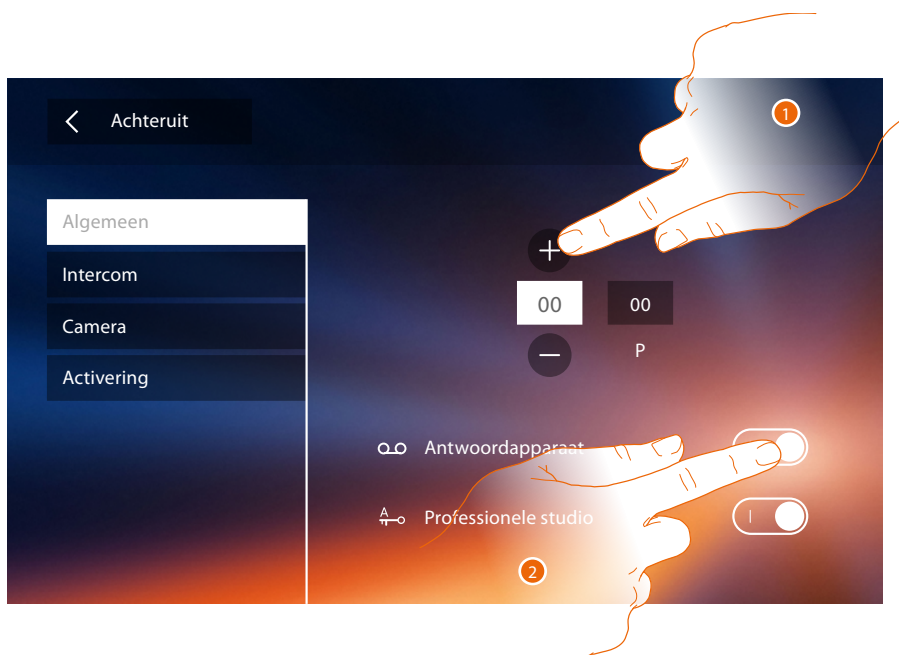 1
Achteruit
Algemeen
Intercom
Camera
Activering
00 00
P
Antwoordapparaat
A
Professionele studio
2